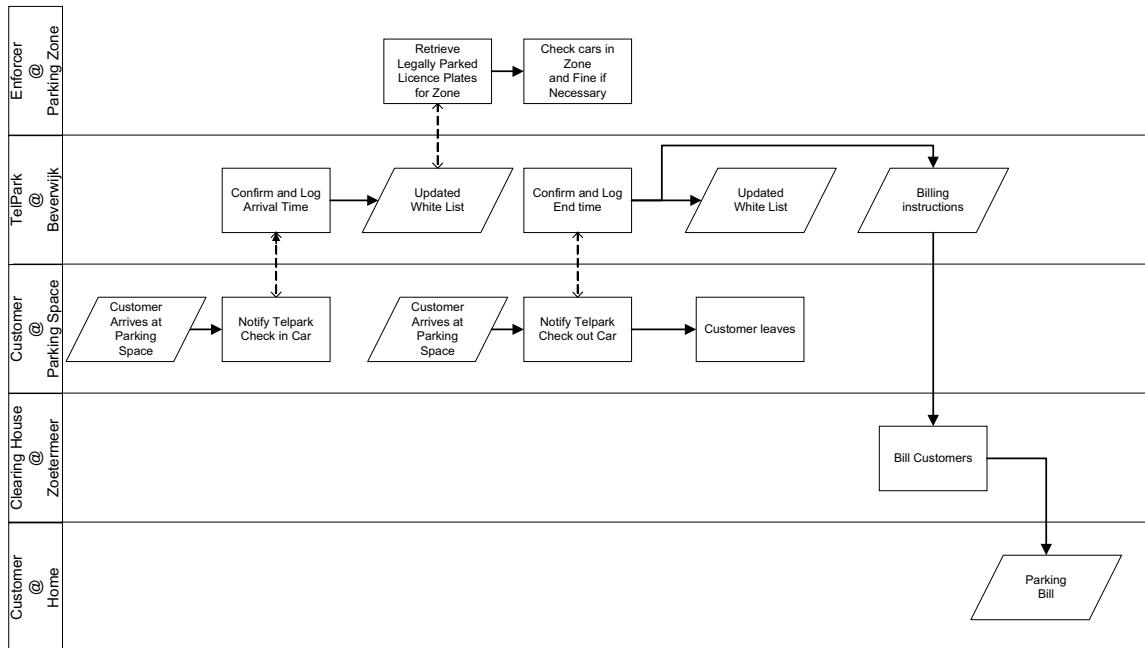 Enforcer
@
Parking Zone
Retrieve
Legally Parked
Licence Plates
for Zone
Check cars in
Zone
and Fine if
Necessary
TelPark
@
Beverwijk
Confirm and Log
Arrival Time
Updated
White List
Confirm and Log
End time
Updated
White List
Billing
instructions
Customer
@
Parking Space
Customer
Arrives at
Parking
Space
Notify Telpark
Check in Car
Customer
Arrives at
Parking
Space
Notify Telpark
Check out Car
Customer leaves
Clearing House
@
Zoetermeer
Bill Customers
Customer
@
Home
Parking
Bill